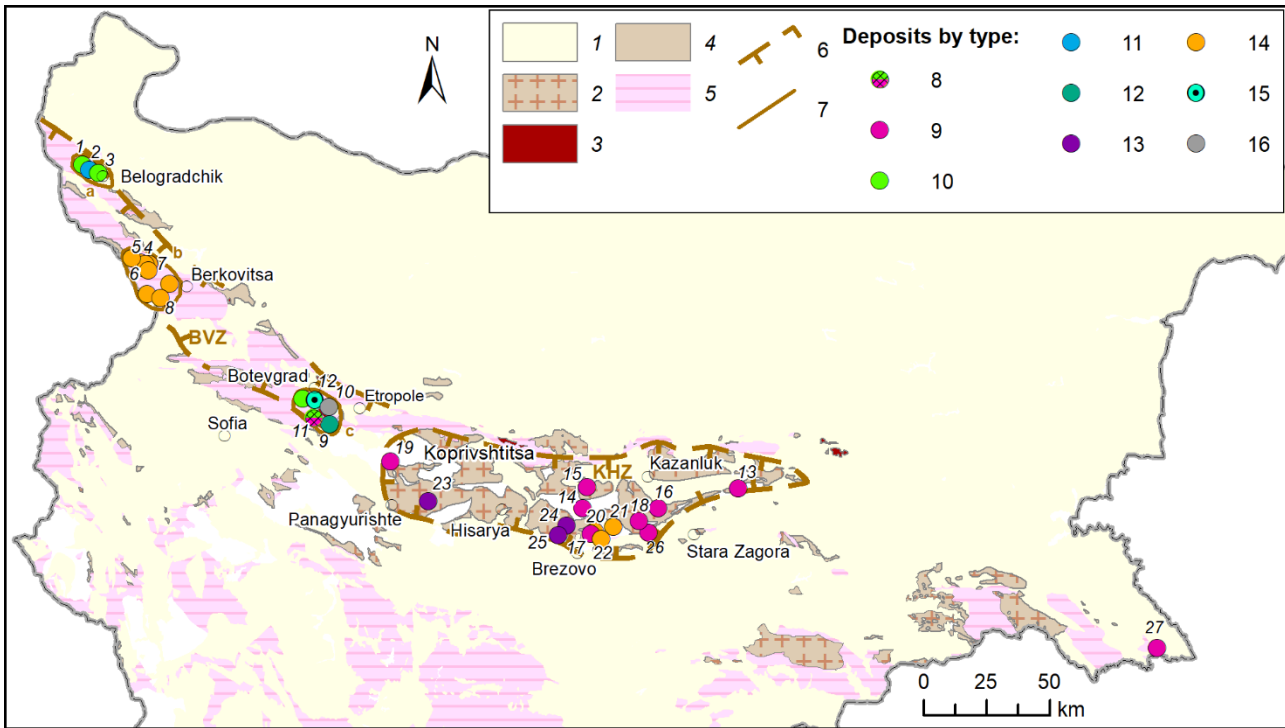 N
1
4
6
Deposits by type:
11
14
2
5
7
8
12
15
3
9
13
16
10
1
2
3
Belogradchik
a
b
5
4
6
7
Berkovitsa
8
BVZ
Botevgrad
12
10
Etropole
Sofia
11
9
c
19
Koprivshtitsa
KHZ
Kazanluk
13
15
23
14
16
18
Panagyurishte
Hisarya
24
20
21
25
17
22
26
Stara Zagora
Brezovo
27
0
25
50
km